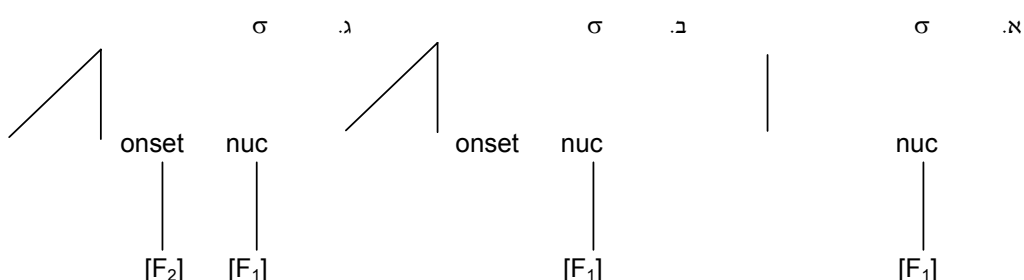 א. σ ב. σ ג. σ
nuc onset nuc onset nuc
[F₁] [F₁] [F₂] [F₁]